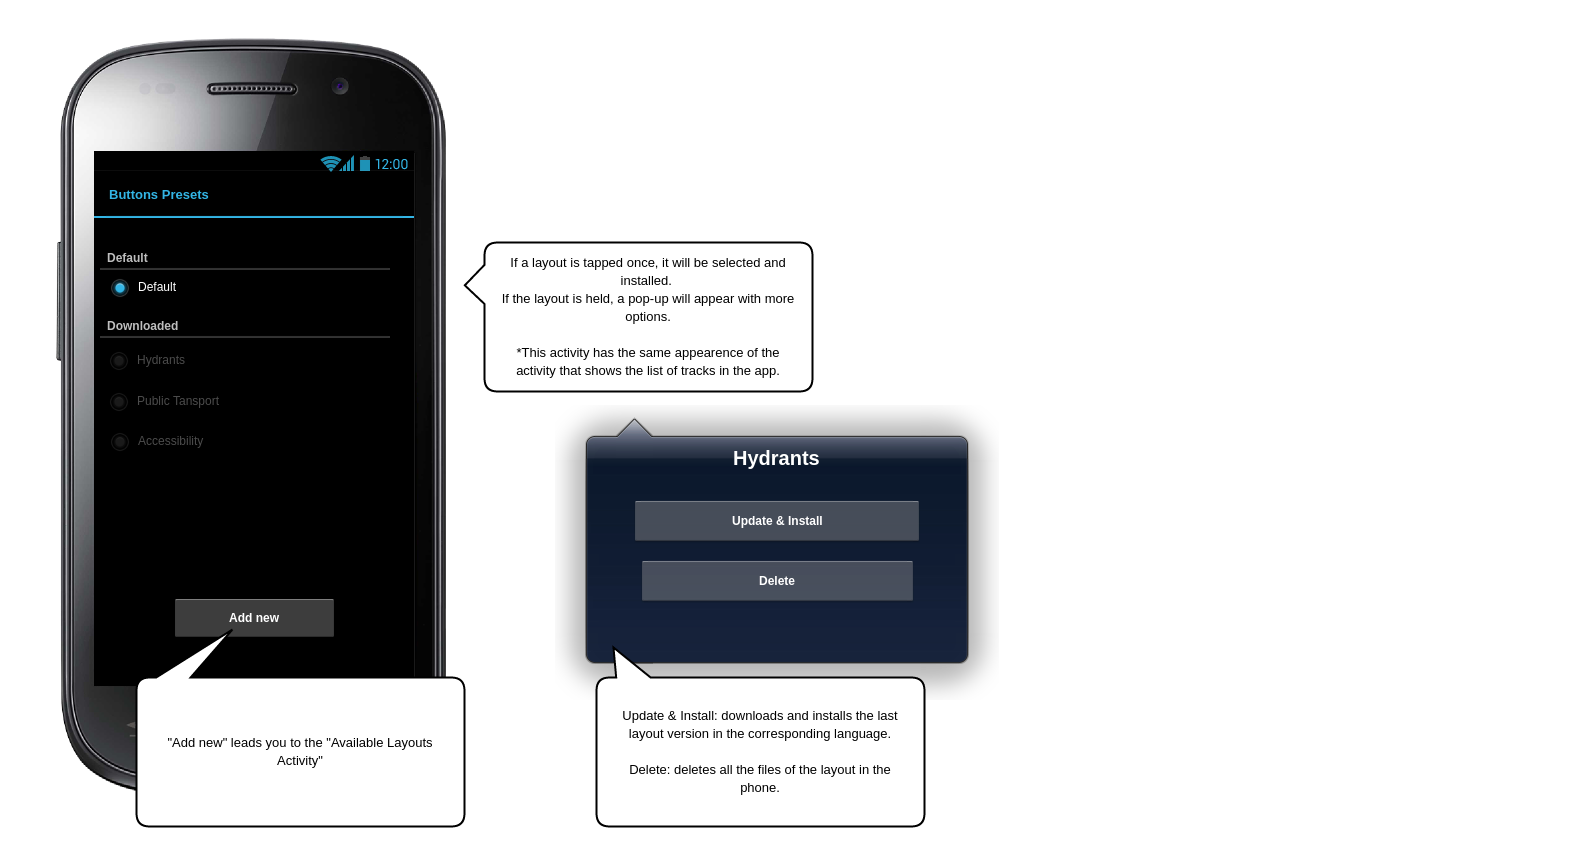 12:00
Buttons Presets
Default
Default
Downloaded
Hydrants
Public Tansport
Accessibility
Add new
"Add new" leads you to the "Available Layouts
Activity"
If a layout is tapped once, it will be selected and
installed.
If the layout is held, a pop-up will appear with more
options.
*This activity has the same appearence of the
activity that shows the list of tracks in the app.
Hydrants
Update & Install
Delete
Update & Install: downloads and installs the last
layout version in the corresponding language.
Delete: deletes all the files of the layout in the
phone.